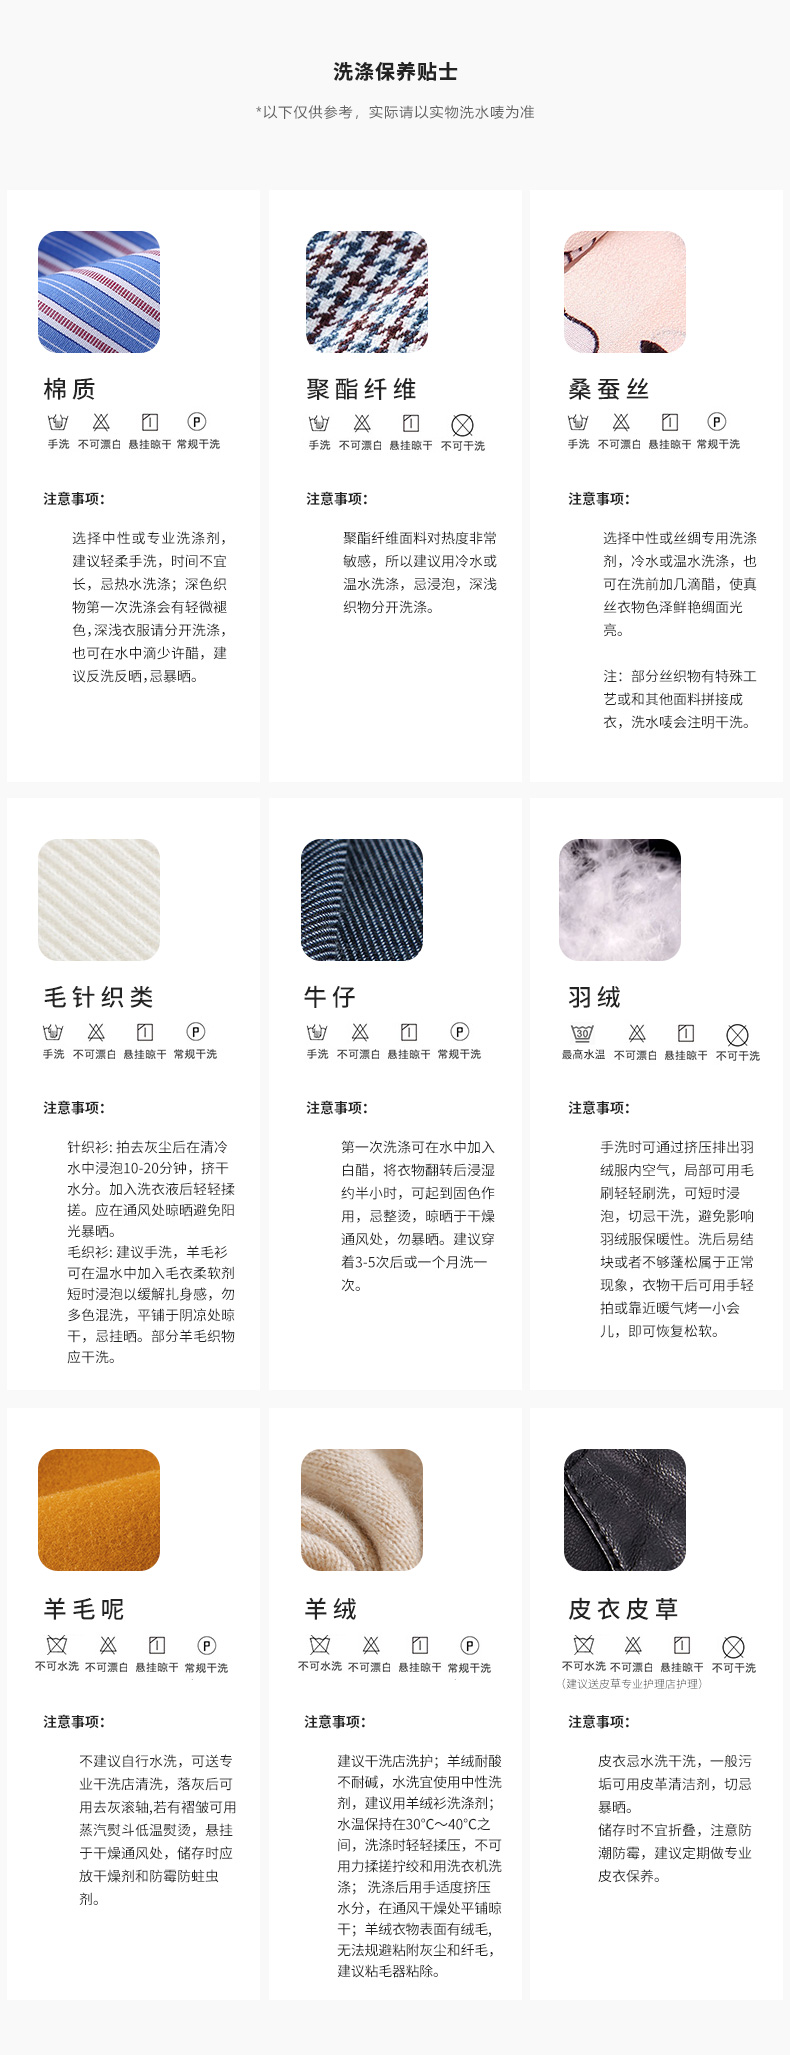 洗涤保养贴士
*以下仅供参考，实际请以实物洗水唛为准
棉质
手洗 不可漂白 悬挂晾干 常规干洗
注意事项：
选择中性或专业洗涤剂，
建议轻柔手洗，时间不宜
长，忌热水洗涤；深色织
物第一次洗涤会有轻微褪
色，深浅衣服请分开洗涤，
也可在水中滴少许醋，建
议反洗反晒，忌暴晒。
聚酯纤维
手洗 不可漂白 悬挂晾干 不可干洗
注意事项：
聚酯纤维面料对热度非常
敏感，所以建议用冷水或
温水洗涤，忌浸泡，深浅
织物分开洗涤。
桑蚕丝
P
手洗 不可漂白 悬挂晾干 常规干洗
注意事项：
选择中性或丝绸专用洗涤
剂，冷水或温水洗涤，也
可在洗前加几滴醋，使真
丝衣物色泽鲜艳绸面光
亮。
注：部分丝织物有特殊工
艺或和其他面料拼接成
衣，洗水唛会注明干洗。
毛针织类
P
手洗 不可漂白 悬挂晾干 常规干洗
注意事项：
针织衫: 拍去灰尘后在清冷
水中浸泡10-20分钟，挤干
水分。加入洗衣液后轻轻揉
搓。应在通风处晾晒避免阳
光暴晒。
毛织衫: 建议手洗，羊毛衫
可在温水中加入毛衣柔软剂
短时浸泡以缓解扎身感，勿
多色混洗，平铺于阴凉处晾
干，忌挂晒。部分羊毛织物
应干洗。
牛仔
P
手洗 不可漂白 悬挂晾干 常规干洗
注意事项：
第一次洗涤可在水中加入
白醋，将衣物翻转后浸湿
约半小时，可起到固色作
用，忌整烫，晾晒于干燥
通风处，勿暴晒。建议穿
着3-5次后或一个月洗一
次。
羽绒
30
最高水温 不可漂白 悬挂晾干 不可干洗
注意事项：
手洗时可通过挤压排出羽
绒服内空气，局部可用毛
刷轻轻刷洗，可短时浸
泡，切忌干洗，避免影响
羽绒服保暖性。洗后易结
块或者不够蓬松属于正常
现象，衣物干后可用手轻
拍或靠近暖气烤一小会
儿，即可恢复松软。
羊毛呢
P
不可水洗 不可漂白 悬挂晾干 常规干洗
注意事项：
不建议自行水洗，可送专
业干洗店清洗，落灰后可
用去灰滚轴,若有褶皱可用
蒸汽熨斗低温熨烫，悬挂
于干燥通风处，储存时应
放干燥剂和防霉防蛀虫
剂。
羊绒
P
不可水洗 不可漂白 悬挂晾干 常规干洗
注意事项：
建议干洗店洗护；羊绒耐酸
不耐碱，水洗宜使用中性洗
剂，建议用羊绒衫洗涤剂；
水温保持在30℃～40℃之
间，洗涤时轻轻揉压，不可
用力揉搓拧绞和用洗衣机洗
涤； 洗涤后用手适度挤压
水分，在通风干燥处平铺晾
干；羊绒衣物表面有绒毛,
无法规避粘附灰尘和纤毛，
建议粘毛器粘除。
皮衣皮草
不可水洗 不可漂白 悬挂晾干 不可干洗
（建议送皮草专业护理店护理）
注意事项：
皮衣忌水洗干洗，一般污
垢可用皮革清洁剂，切忌
暴晒。
储存时不宜折叠，注意防
潮防霉，建议定期做专业
皮衣保养。